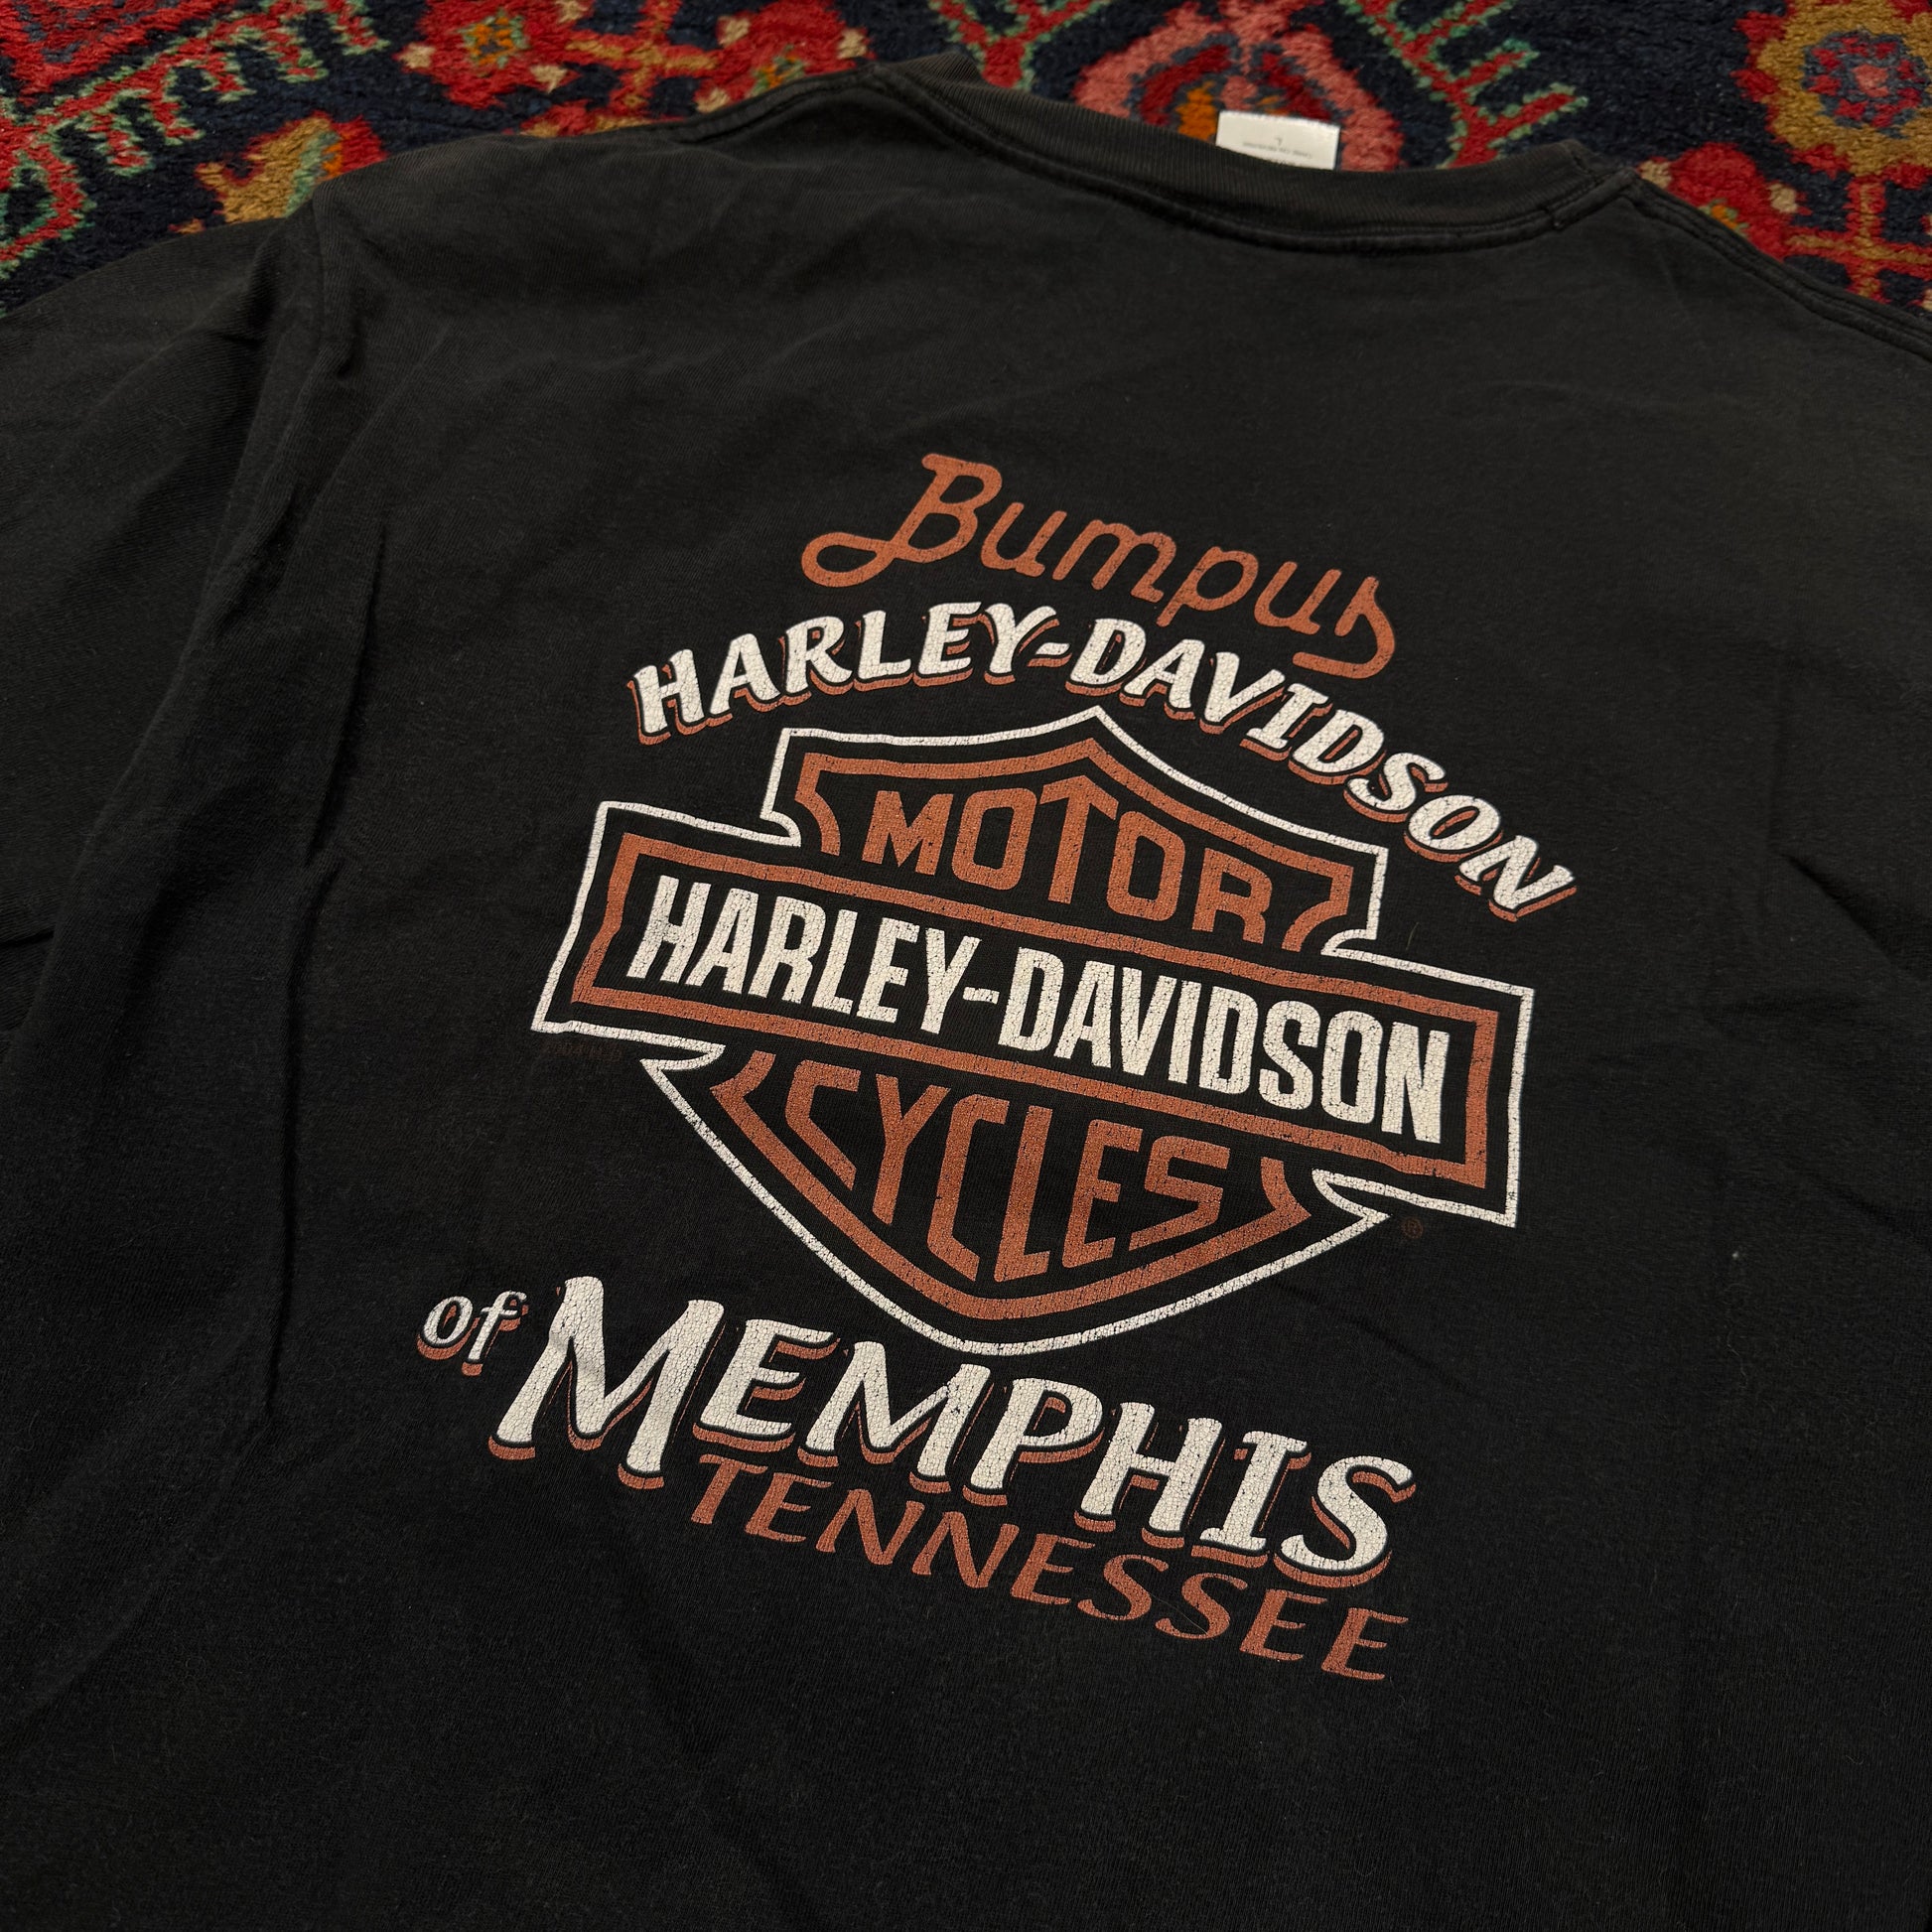 L
Bumpus
HARLEY-DAVIDSON
MOTOR
HARLEY-DAVIDSON
CYCLES
®
of MEMPHIS
TENNESSEE